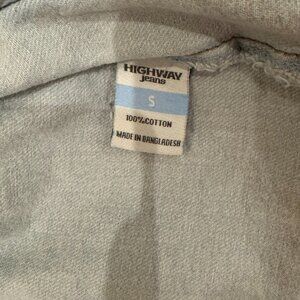 HIGHWAY
jeans
S
100% COTTON
MADE IN BANGLADESH